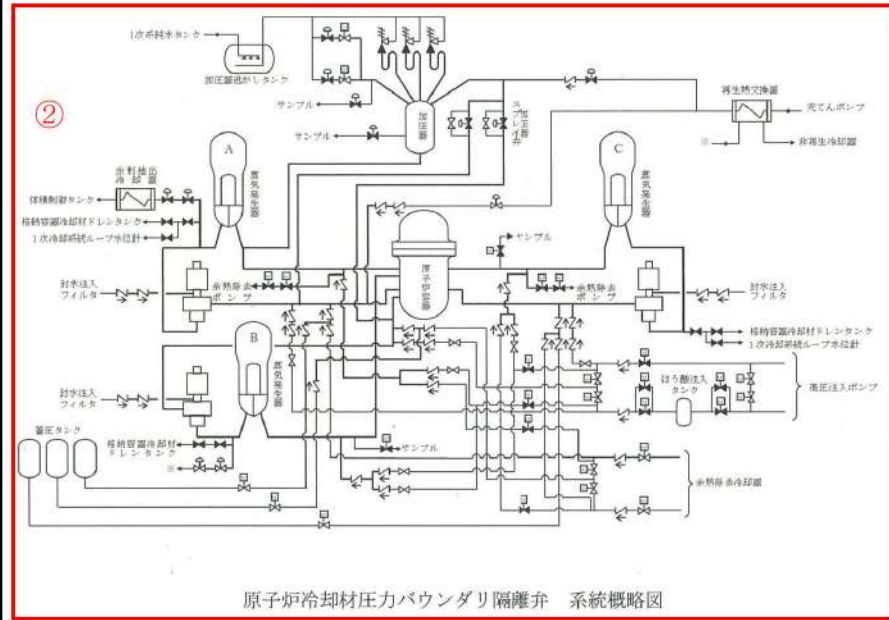 ②
1次系純水タンク
加圧器逃がしタンク
サンプル
サンプル
加圧器
加圧器
スプレイ弁
再生熱交換器
充てんポンプ
※
非再生冷却器
A
蒸気発生器
C
蒸気発生器
余剰抽出
冷却器
体積制御タンク
格納容器冷却材ドレンタンク
1次冷却系統ループ水位計
原子炉容器
サンプル
封水注入
フィルタ
余熱除去
ポンプ
余熱除去
ポンプ
封水注入
フィルタ
格納容器冷却材ドレンタンク
1次冷却系統ループ水位計
B
蒸気発生器
封水注入
フィルタ
ほう酸注入
タンク
高圧注入ポンプ
蓄圧タンク
格納容器冷却材
ドレンタンク
※
サンプル
余熱除去冷却器
原子炉冷却材圧力バウンダリ隔離弁 系統概略図